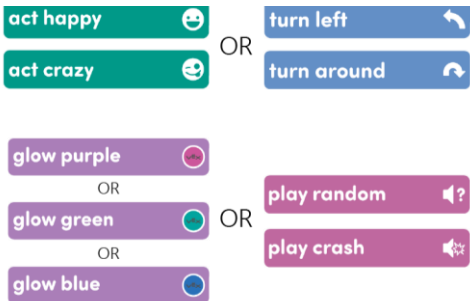 act happy
OR
turn left
act crazy
turn around
glow purple
OR
glow green
OR
glow blue
OR
play random
?
play crash